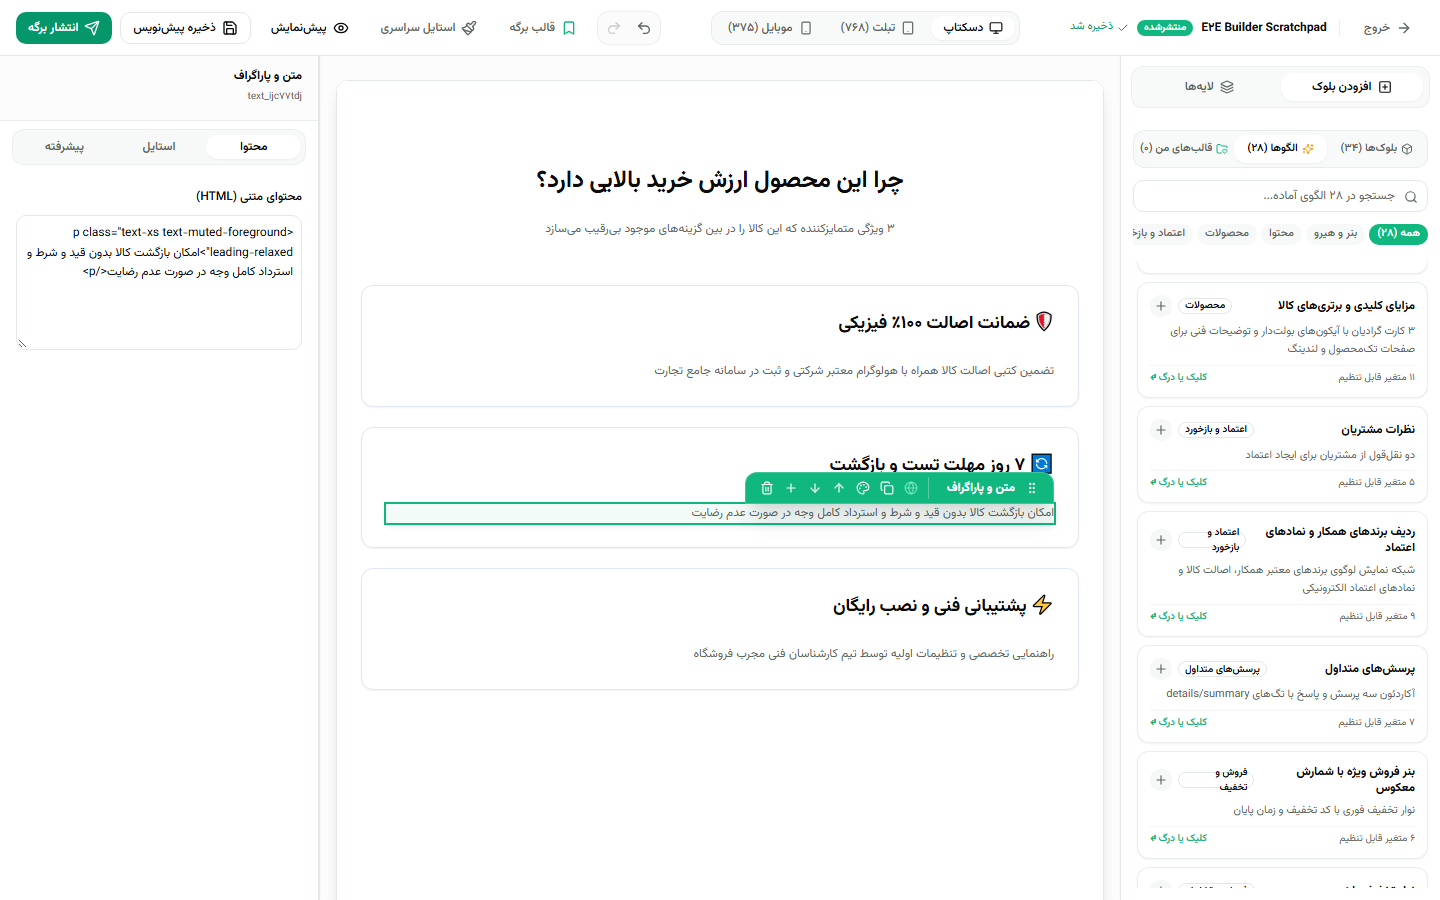 خروج
E2E Builder Scratchpad
منتشرشده
ذخیره شد
دسکتاپ
تبلت (۷۶۸)
موبایل (۳۷۵)
قالب برگه
استایل سراسری
پیش‌نمایش
ذخیره پیش‌نویس
انتشار برگه
افزودن بلوک
لایه‌ها
بلوک‌ها (۳۴)
الگوها (۲۸)
قالب‌های من (۰)
جستجو در ۲۸ الگوی آماده...
همه (۲۸)
بنر و هیرو
محتوا
محصولات
اعتماد و بازخ
مزایای کلیدی و برتری‌های کالا
محصولات
۳ کارت گرادیان با آیکون‌های بولت‌دار و توضیحات فنی برای
صفحات تک‌محصول و لندینگ
۱۱ متغیر قابل تنظیم
کلیک یا درگ
نظرات مشتریان
اعتماد و بازخورد
دو نقل‌قول از مشتریان برای ایجاد اعتماد
۵ متغیر قابل تنظیم
کلیک یا درگ
ردیف برندهای همکار و نمادهای
اعتماد
اعتماد و
بازخورد
شبکه نمایش لوگوی برندهای معتبر همکار، اصالت کالا و
نمادهای اعتماد الکترونیکی
۹ متغیر قابل تنظیم
کلیک یا درگ
پرسش‌های متداول
پرسش‌های متداول
آکاردئون سه پرسش و پاسخ با تگ‌های details/summary
۷ متغیر قابل تنظیم
کلیک یا درگ
بنر فروش ویژه با شمارش
معکوس
فروش و
تخفیف
نوار تخفیف فوری با کد تخفیف و زمان پایان
۶ متغیر قابل تنظیم
کلیک یا درگ
چرا این محصول ارزش خرید بالایی دارد؟
۳ ویژگی متمایزکننده که این کالا را در بین گزینه‌های موجود بی‌رقیب می‌سازد
ضمانت اصالت ۱۰۰٪ فیزیکی
تضمین کتبی اصالت کالا همراه با هولوگرام معتبر شرکتی و ثبت در سامانه جامع تجارت
۷ روز مهلت تست و بازگشت
متن و پاراگراف
امکان بازگشت کالا بدون قید و شرط و استرداد کامل وجه در صورت عدم رضایت
پشتیبانی فنی و نصب رایگان
راهنمایی تخصصی و تنظیمات اولیه توسط تیم کارشناسان فنی مجرب فروشگاه
متن و پاراگراف
text_ijc۷۷tdj
محتوا
استایل
پیشرفته
محتوای متنی (HTML)
<p class="text-xs text-muted-foreground
leading-relaxed">امکان بازگشت کالا بدون قید و شرط و
استرداد کامل وجه در صورت عدم رضایت</p>